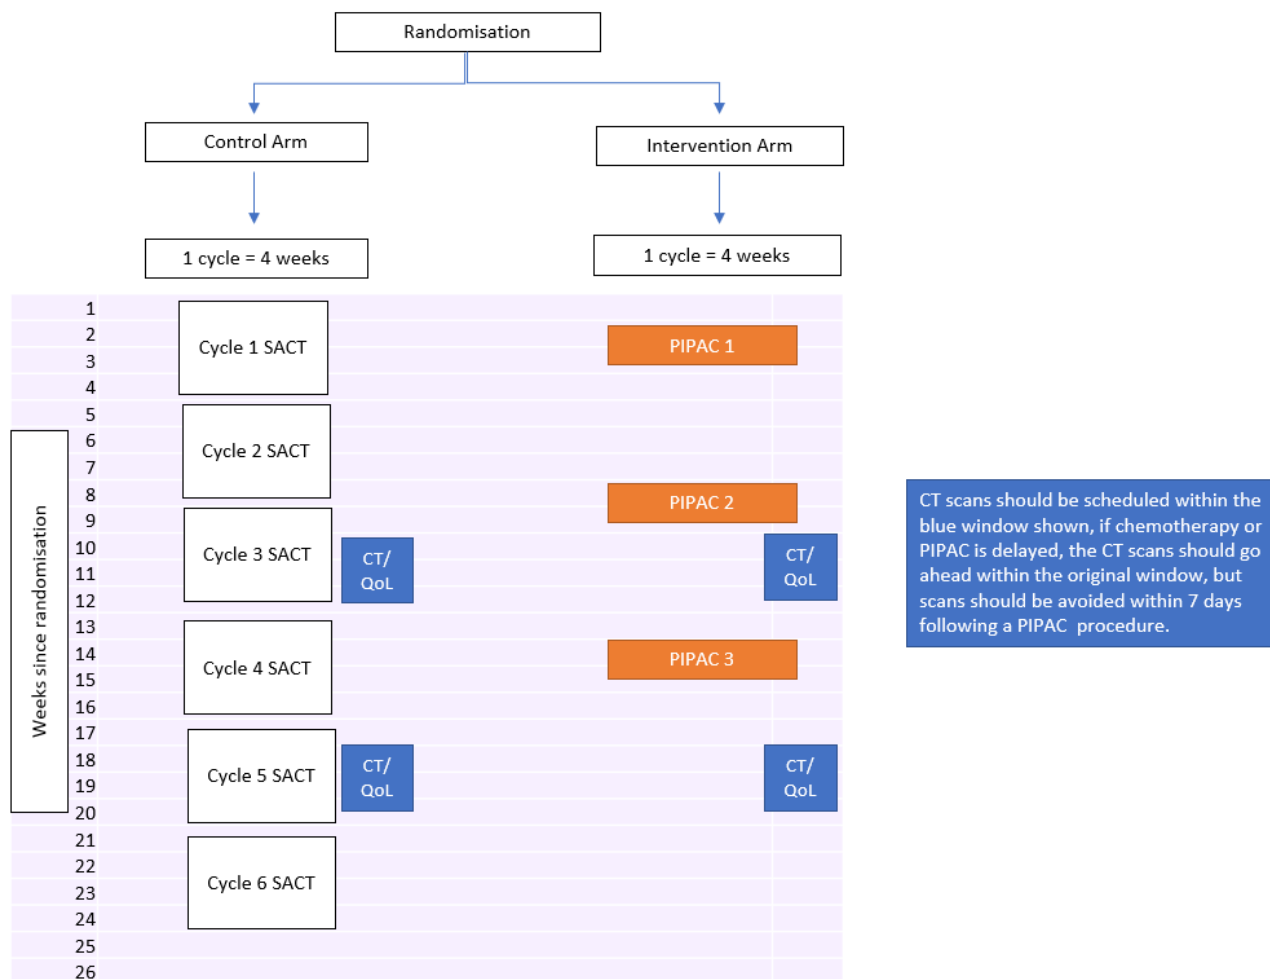 Randomisation
Control Arm
Intervention Arm
1 cycle = 4 weeks
1 cycle = 4 weeks
Weeks since randomisation
1
2
3
4
5
6
7
8
9
10
11
12
13
14
15
16
17
18
19
20
21
22
23
24
25
26
Cycle 1 SACT
Cycle 2 SACT
Cycle 3 SACT
Cycle 4 SACT
Cycle 5 SACT
Cycle 6 SACT
CT/
QoL
CT/
QoL
PIPAC 1
PIPAC 2
PIPAC 3
CT/
QoL
CT/
QoL
CT scans should be scheduled within the
blue window shown, if chemotherapy or
PIPAC is delayed, the CT scans should go
ahead within the original window, but
scans should be avoided within 7 days
following a PIPAC procedure.